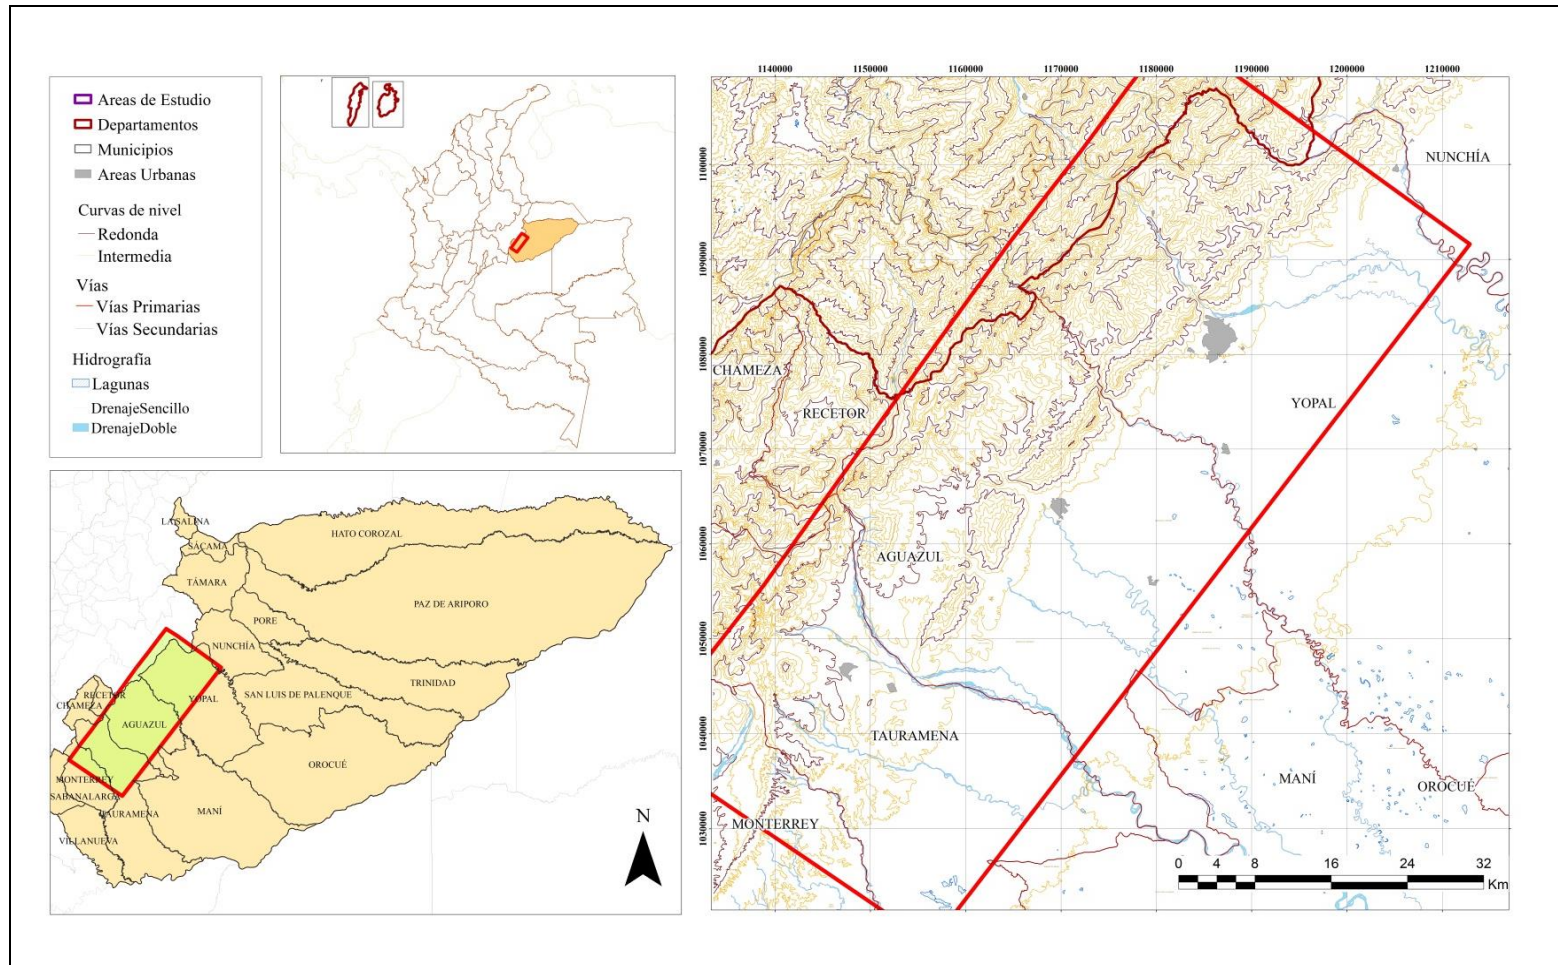 Areas de Estudio
Departamentos
Municipios
Areas Urbanas
Curvas de nivel
Redonda
Intermedia
Vías
Vías Primarias
Vías Secundarias
Hidrografía
Lagunas
DrenajeSencillo
DrenajeDoble
LA SALINA
HATO COROZAL
SÁCAMA
TÁMARA
PAZ DE ARIPORO
PORE
NUNCHÍA
TRINIDAD
RECETOR
SAN LUIS DE PALENQUE
YOPAL
CHAMEZA
AGUAZUL
OROCUÉ
MONTERREY
SABANALARGA
TAURAMENA
MANÍ
VILLANUEVA
N
1140000 1150000 1160000 1170000 1180000 1190000 1200000 1210000
1100000
1090000
1080000
1070000
1060000
1050000
1040000
1030000
NUNCHÍA
CHAMEZA
YOPAL
RECETOR
AGUAZUL
TAURAMENA
MANÍ
OROCUÉ
MONTERREY
0 4 8 16 24 32
Km